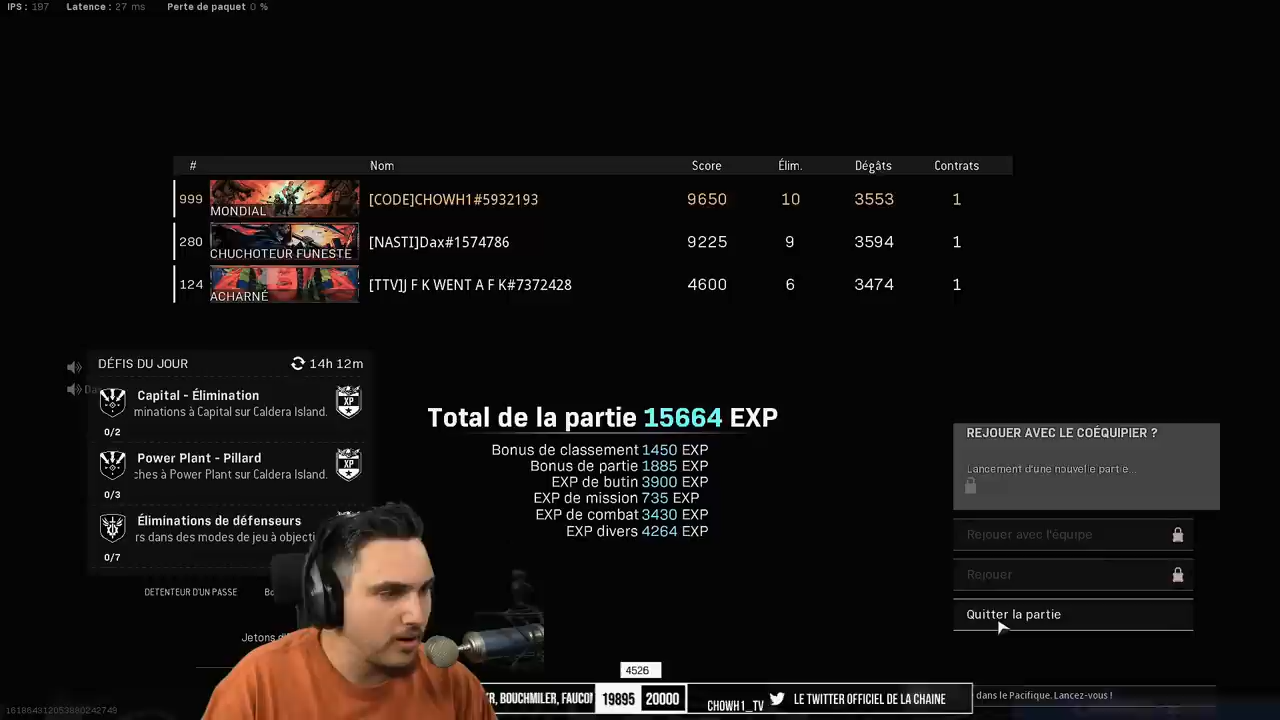 IPS : 197 Latence : 27 ms Perte de paquet 0 %
# Nom Score Élim. Dégâts Contrats
999 MONDIAL [CODE]CHOWH1#5932193 9650 10 3553 1
280 CHUCHOTEUR FUNESTE [NASTI]Dax#1574786 9225 9 3594 1
124 ACHARNÉ [TTV]J F K WENT A F K#7372428 4600 6 3474 1
DÉFIS DU JOUR 14h 12m
Capital - Élimination
minations à Capital sur Caldera Island.
XP
0/2
Power Plant - Pillard
ches à Power Plant sur Caldera Island.
XP
0/3
Éliminations de défenseurs
rs dans des modes de jeu à objecti
0/7
DÉTENTEUR D'UN PASSE
Total de la partie 15664 EXP
Bonus de classement 1450 EXP
Bonus de partie 1885 EXP
EXP de butin 3900 EXP
EXP de mission 735 EXP
EXP de combat 3430 EXP
EXP divers 4264 EXP
REJOUER AVEC LE COÉQUIPIER ?
Lancement d'une nouvelle partie...
Rejouer avec l'équipe
Rejouer
Quitter la partie
4526
BOUCHMILER, FAUCO 19895 20000 CHOWH1_TV LE TWITTER OFFICIEL DE LA CHAINE
dans le Pacifique. Lancez-vous !